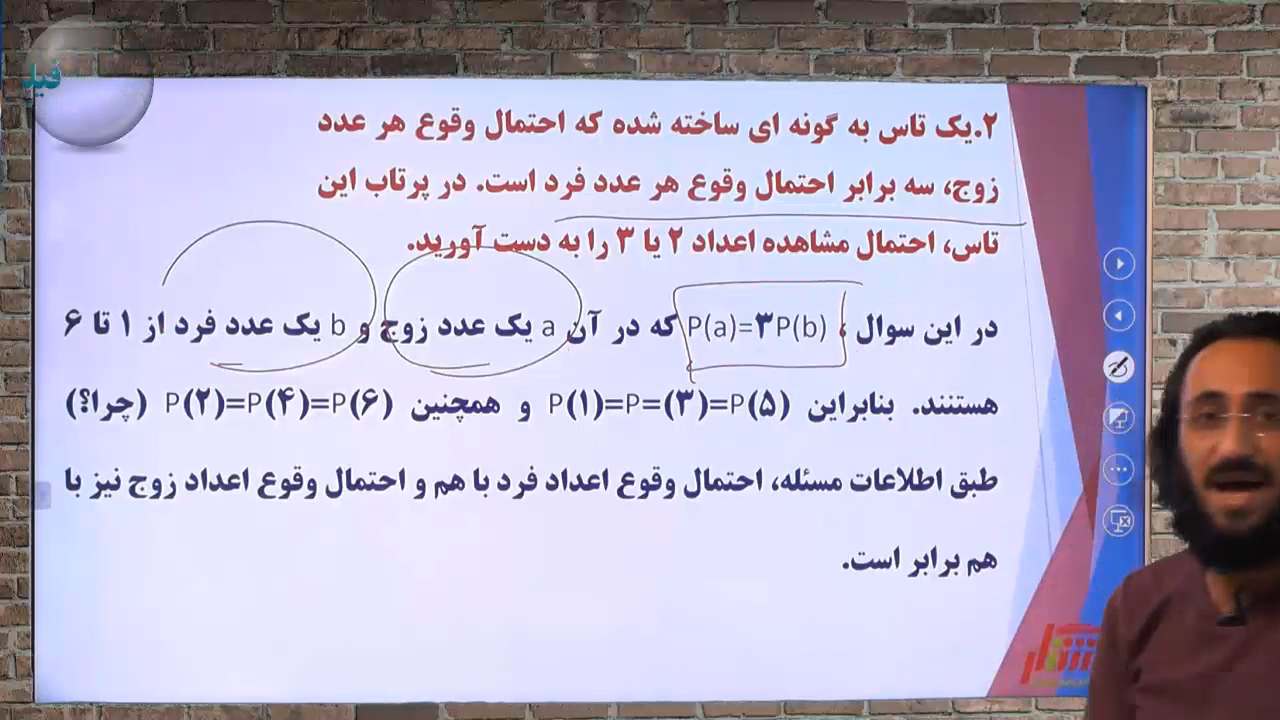 فیلـ
۲.یک تاس به گونه ای ساخته شده که احتمال وقوع هر عدد
زوج، سه برابر احتمال وقوع هر عدد فرد است. در پرتاب این
تاس، احتمال مشاهده اعداد ۲ یا ۳ را به دست آورید.
در این سوال ، P(a)=۳P(b) که در آن a یک عدد زوج و b یک عدد فرد از ۱ تا ۶
هستنند. بنابراین P(۱)=P=(۳)=P(۵) و همچنین P(۲)=P(۴)=P(۶) (چرا؟)
طبق اطلاعات مسئله، احتمال وقوع اعداد فرد با هم و احتمال وقوع اعداد زوج نیز با
هم برابر است.